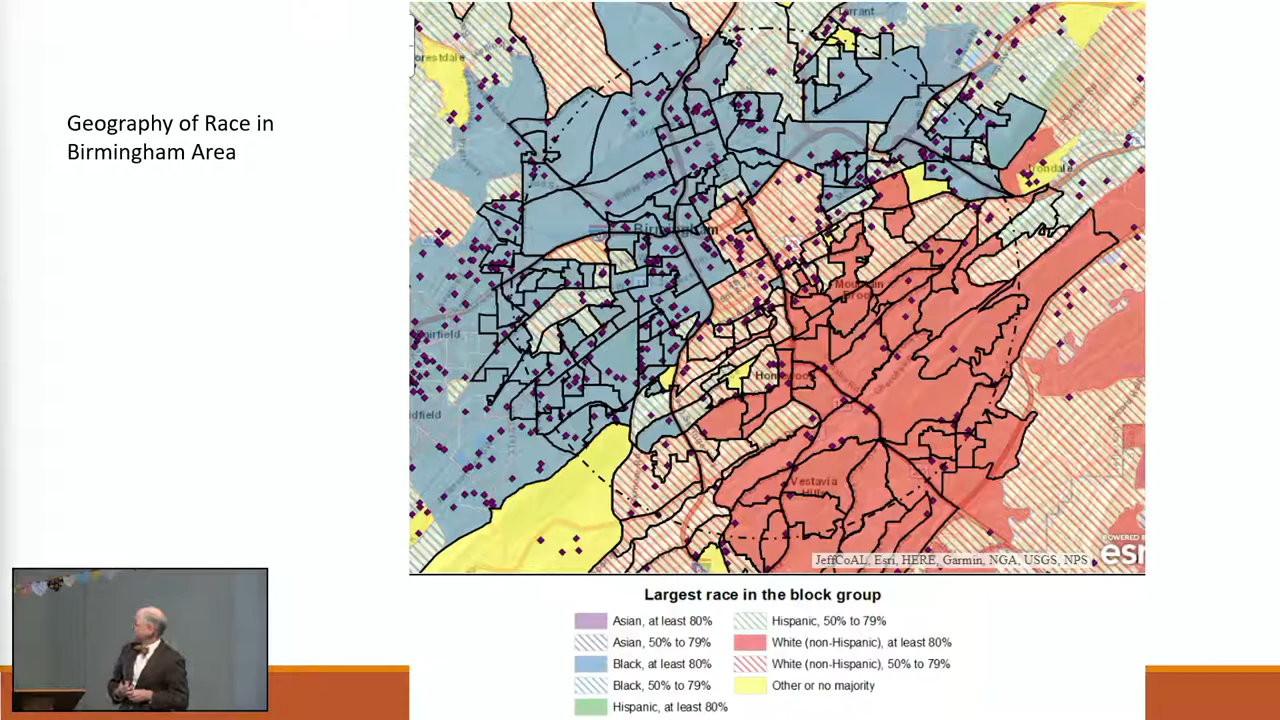 Geography of Race in
Birmingham Area
Tarrant
orestdale
Irondale
Birmingham
Mountain
Brook
airfield
Homewood
idfield
Vestavia
Hills
POWERED B
esri
JeffCoAL, Esri, HERE, Garmin, NGA, USGS, NPS
Largest race in the block group
Asian, at least 80%
Asian, 50% to 79%
Black, at least 80%
Black, 50% to 79%
Hispanic, at least 80%
Hispanic, 50% to 79%
White (non-Hispanic), at least 80%
White (non-Hispanic), 50% to 79%
Other or no majority